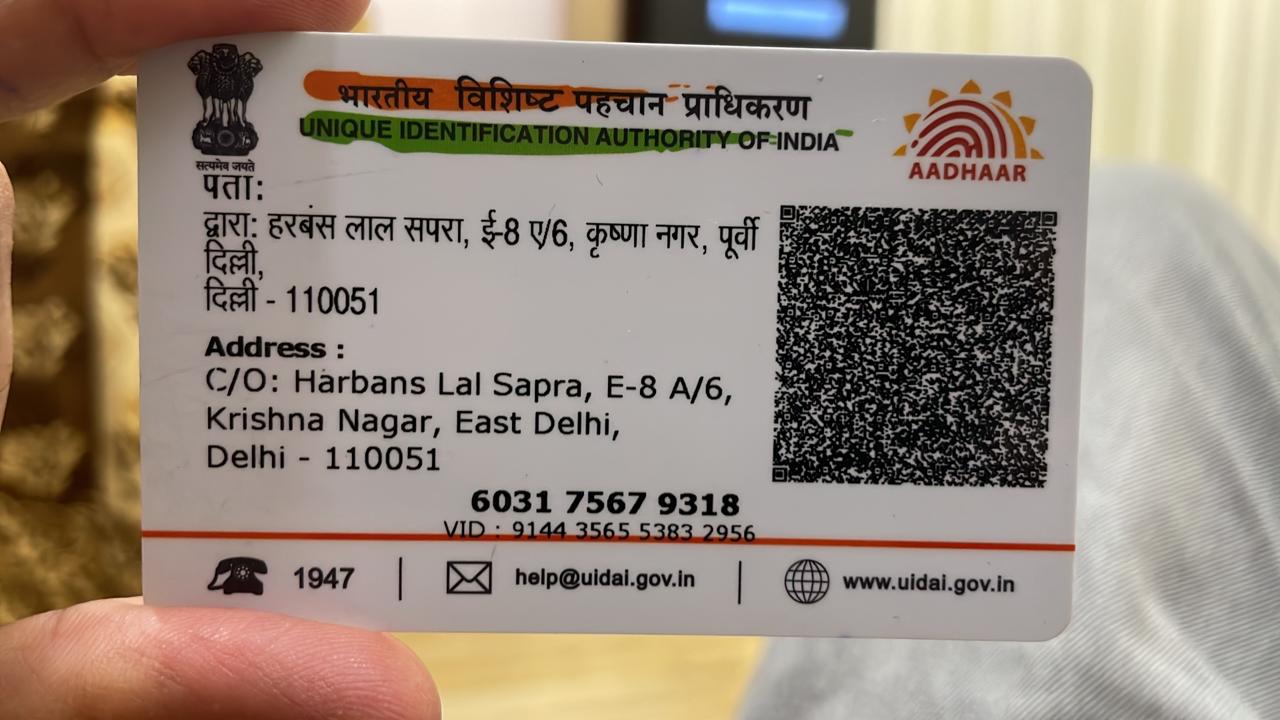 भारतीय विशिष्ट पहचान प्राधिकरण
UNIQUE IDENTIFICATION AUTHORITY OF INDIA
सत्यमेव जयते
AADHAAR
पता:
द्वारा: हरबंस लाल सपरा, ई-8 ए/6, कृष्णा नगर, पूर्वी
दिल्ली,
दिल्ली - 110051
Address :
C/O: Harbans Lal Sapra, E-8 A/6,
Krishna Nagar, East Delhi,
Delhi - 110051
6031 7567 9318
VID : 9144 3565 5383 2956
1947 | help@uidai.gov.in | www.uidai.gov.in